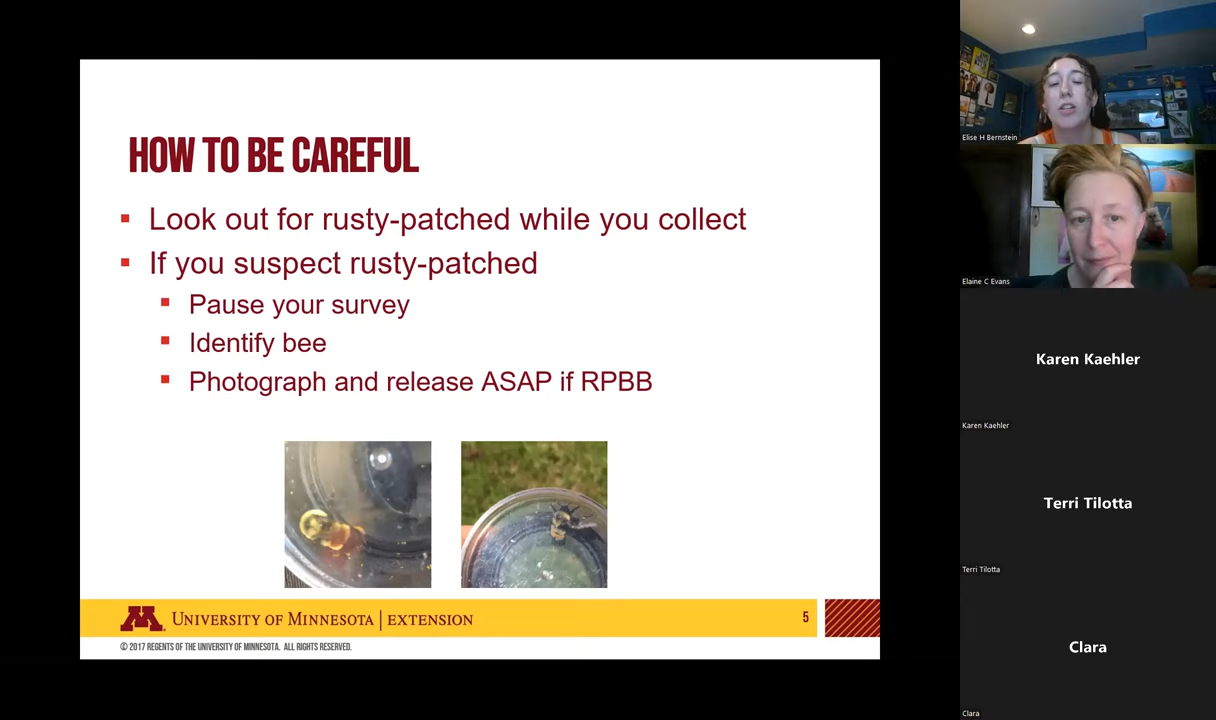 HOW TO BE CAREFUL
Look out for rusty-patched while you collect
If you suspect rusty-patched
Pause your survey
Identify bee
Photograph and release ASAP if RPBB
UNIVERSITY OF MINNESOTA | EXTENSION
5
© 2017 REGENTS OF THE UNIVERSITY OF MINNESOTA. ALL RIGHTS RESERVED.
Elise H Bernstein
Elaine C Evans
Karen Kaehler
Karen Kaehler
Terri Tilotta
Terri Tilotta
Clara
Clara